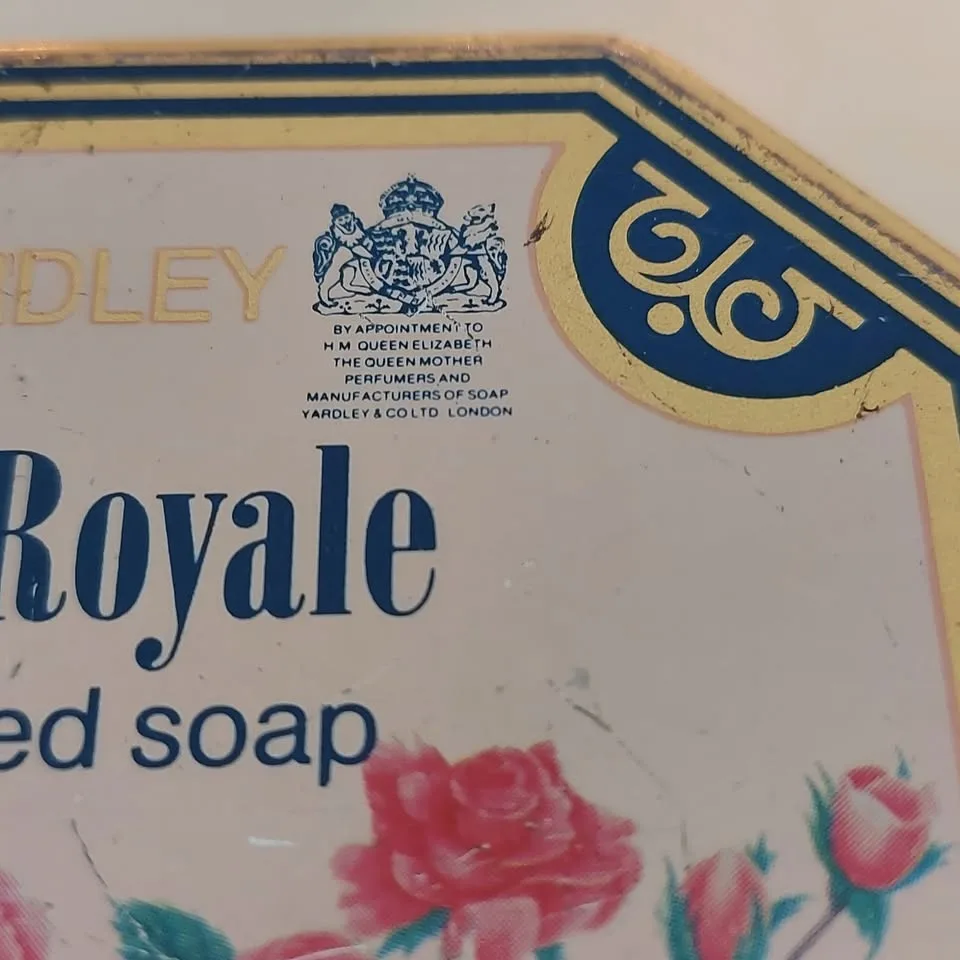 RDLEY
BY APPOINTMENT TO
H M QUEEN ELIZABETH
THE QUEEN MOTHER
PERFUMERS AND
MANUFACTURERS OF SOAP
YARDLEY & CO LTD LONDON
Royale
ed soap